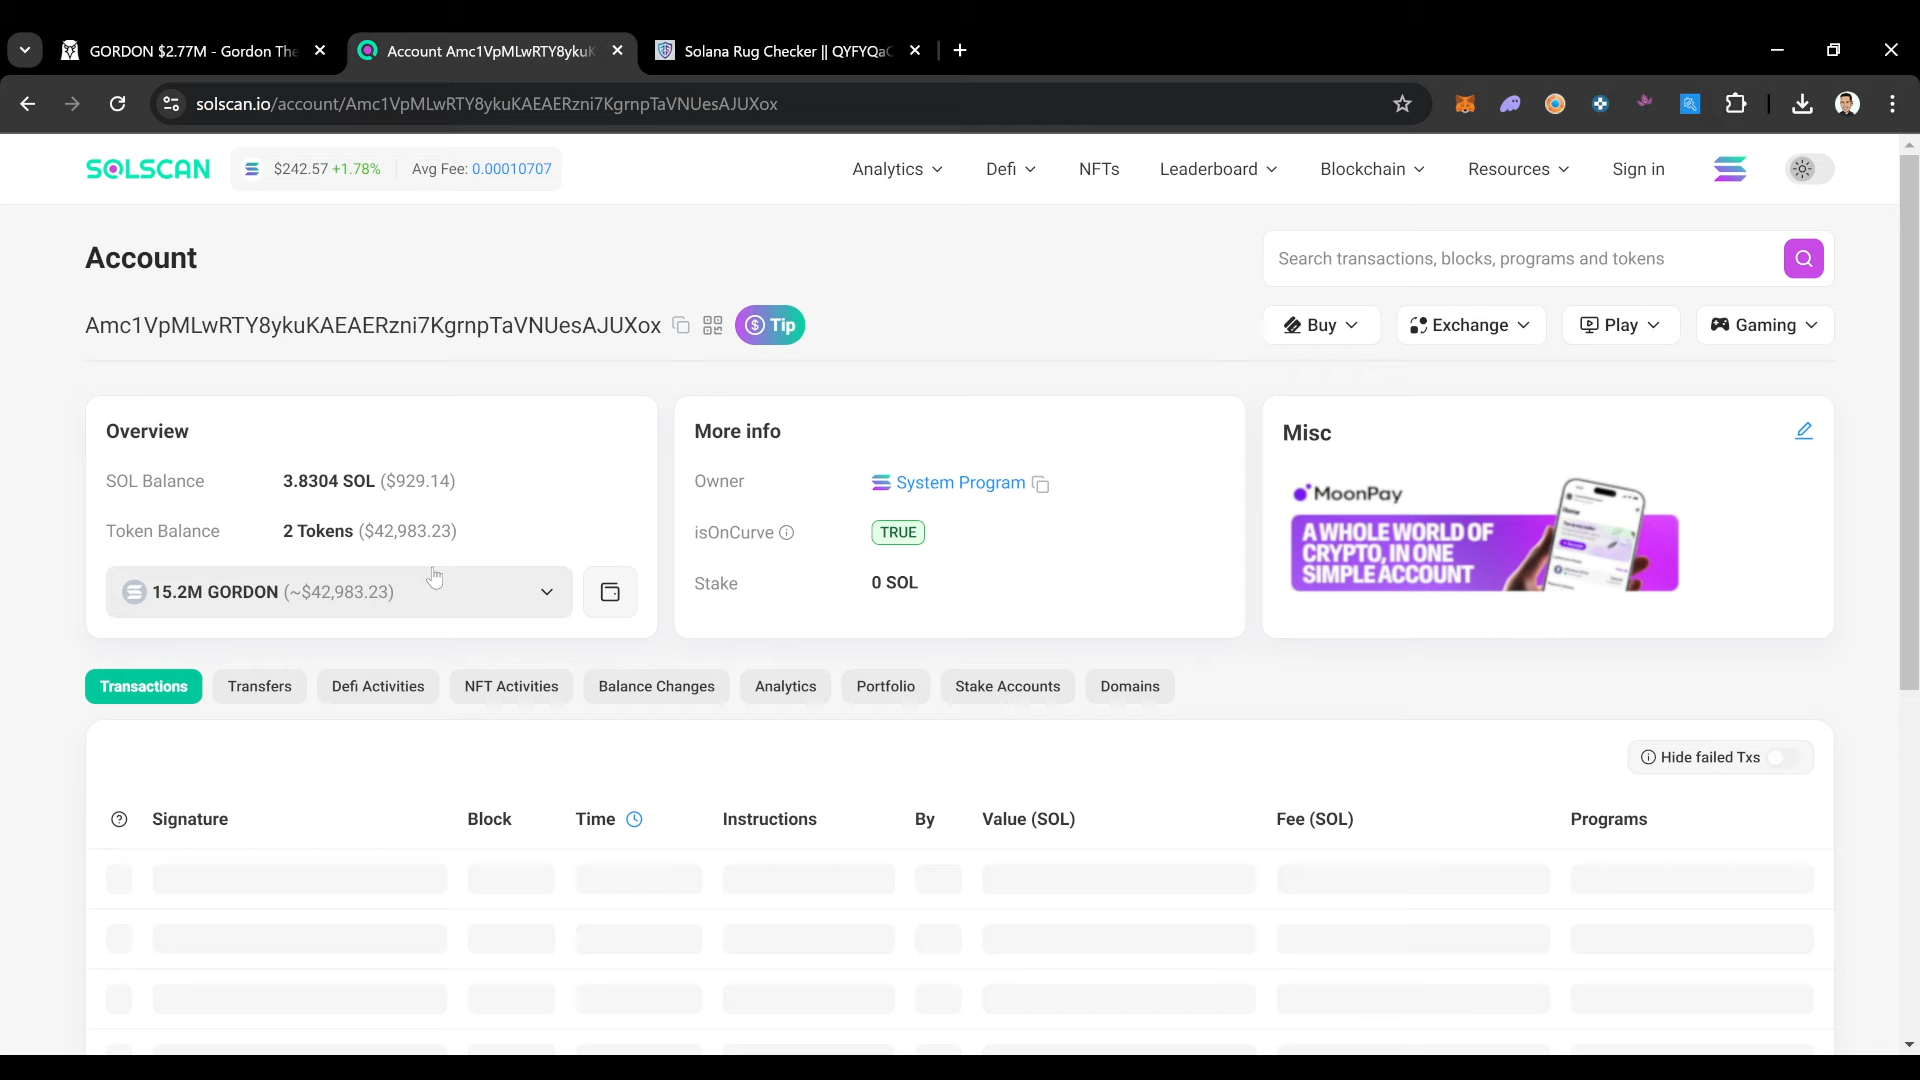 GORDON $2.77M - Gordon The
Account Amc1VpMLwRTY8ykuK
Solana Rug Checker || QYFYQaC
solscan.io/account/Amc1VpMLwRTY8ykuKAEAERzni7KgrnpTaVNUesAJUXox
SOLSCAN
$242.57 +1.78%
Avg Fee: 0.00010707
Analytics
Defi
NFTs
Leaderboard
Blockchain
Resources
Sign in
Account
Search transactions, blocks, programs and tokens
Amc1VpMLwRTY8ykuKAEAERzni7KgrnpTaVNUesAJUXox
Tip
Buy
Exchange
Play
Gaming
Overview
SOL Balance 3.8304 SOL ($929.14)
Token Balance 2 Tokens ($42,983.23)
15.2M GORDON (~$42,983.23)
More info
Owner System Program
isOnCurve TRUE
Stake 0 SOL
Misc
MoonPay
A WHOLE WORLD OF
CRYPTO, IN ONE
SIMPLE ACCOUNT
Transactions
Transfers
Defi Activities
NFT Activities
Balance Changes
Analytics
Portfolio
Stake Accounts
Domains
Hide failed Txs
Signature
Block
Time
Instructions
By
Value (SOL)
Fee (SOL)
Programs